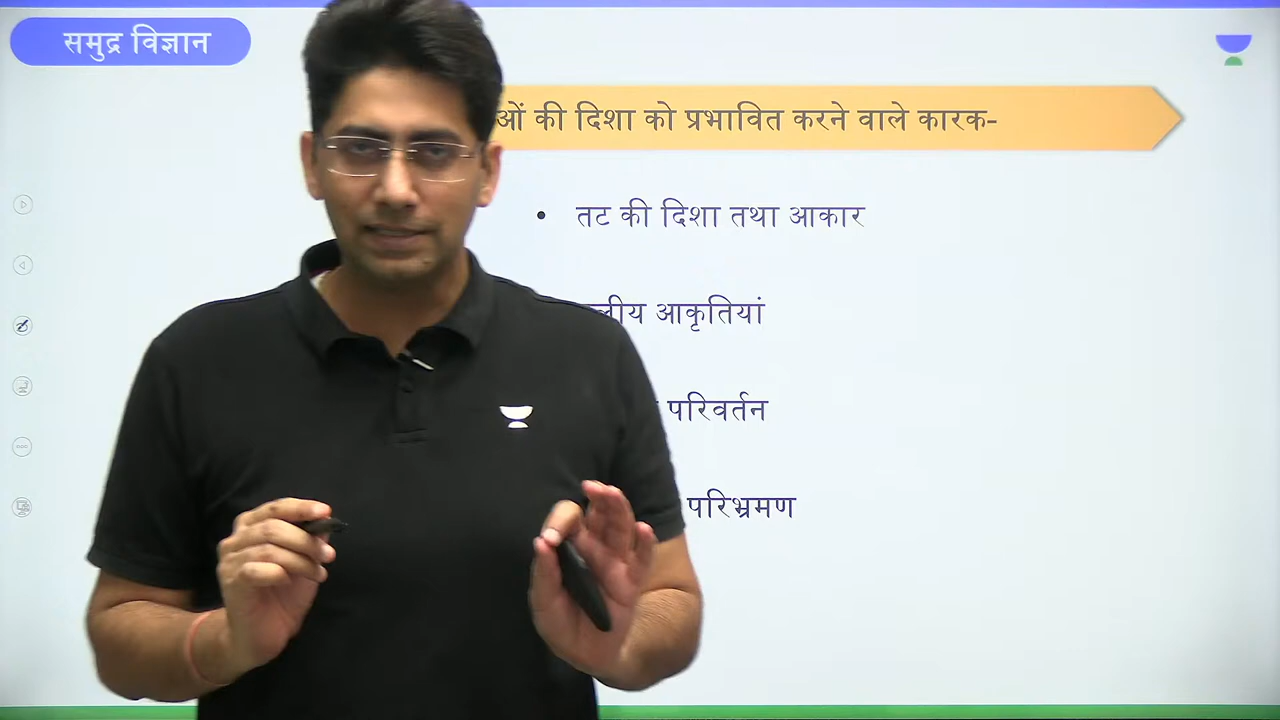 समुद्र विज्ञान
की दिशा को प्रभावित करने वाले कारक-
• तट की दिशा तथा आकार
आकृतियां
परिवर्तन
परिभ्रमण